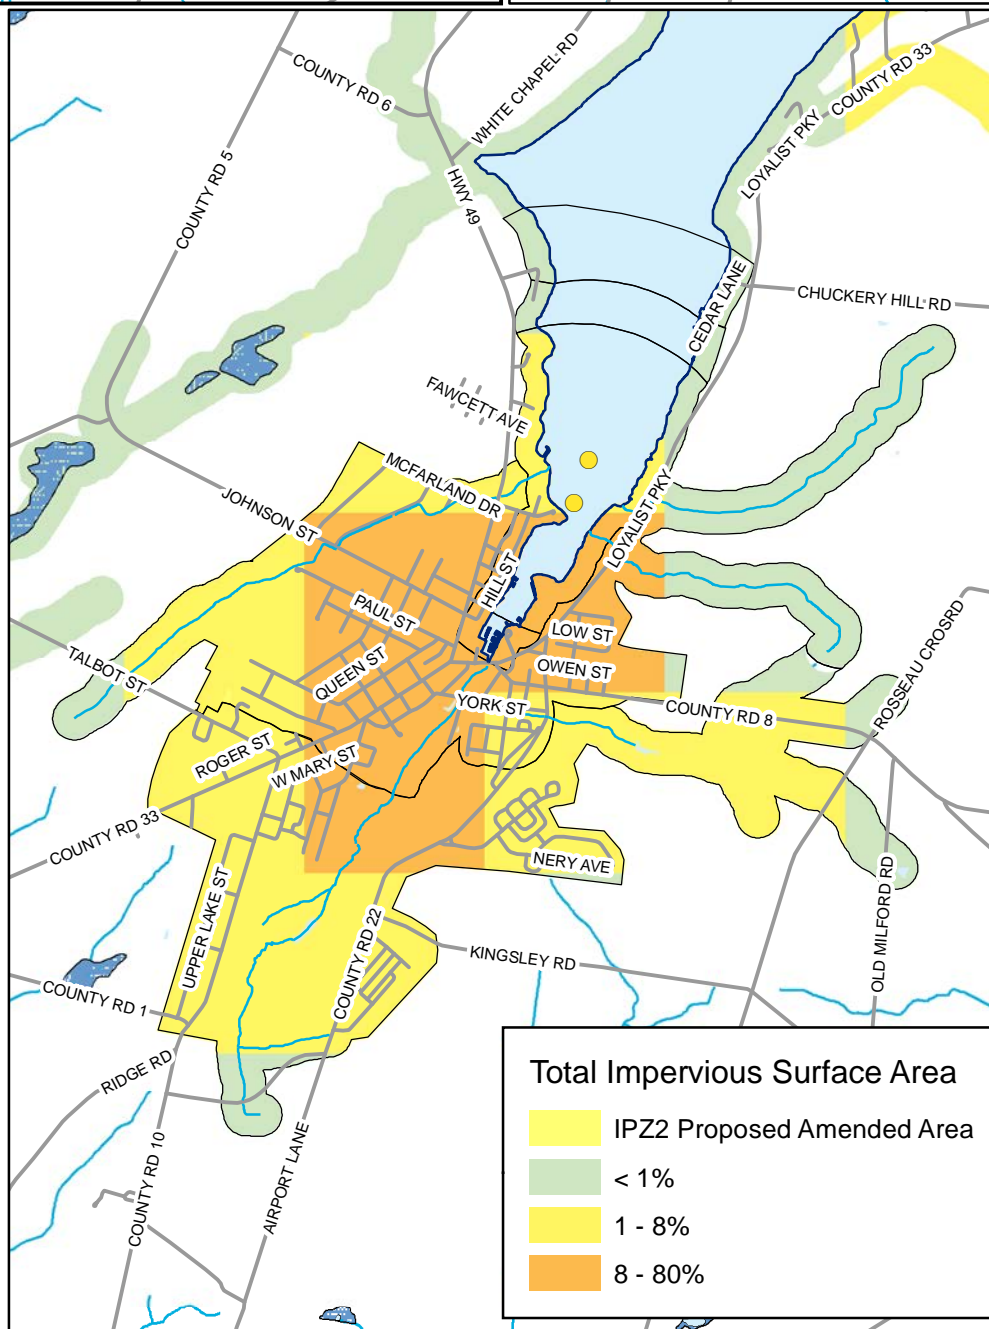 COUNTY RD 6
WHITE CHAPEL RD
COUNTY RD 33
LOYALIST PKY
COUNTY RD 5
HWY 49
CEDAR LANE
CHUCKERY HILL RD
FAWCETT AVE
MCFARLAND DR
JOHNSON ST
LOYALIST PKY
HILL ST
PAUL ST
LOW ST
OWEN ST
QUEEN ST
TALBOT ST
YORK ST
COUNTY RD 8
ROSEAU CROSRD
ROGER ST
W MARY ST
COUNTY RD 33
NERY AVE
UPPER LAKE ST
COUNTY RD 22
OLD MILFORD RD
KINGSLEY RD
COUNTY RD 1
RIDGE RD
COUNTY RD 10
AIRPORT LANE
Total Impervious Surface Area
IPZ2 Proposed Amended Area
< 1%
1 - 8%
8 - 80%